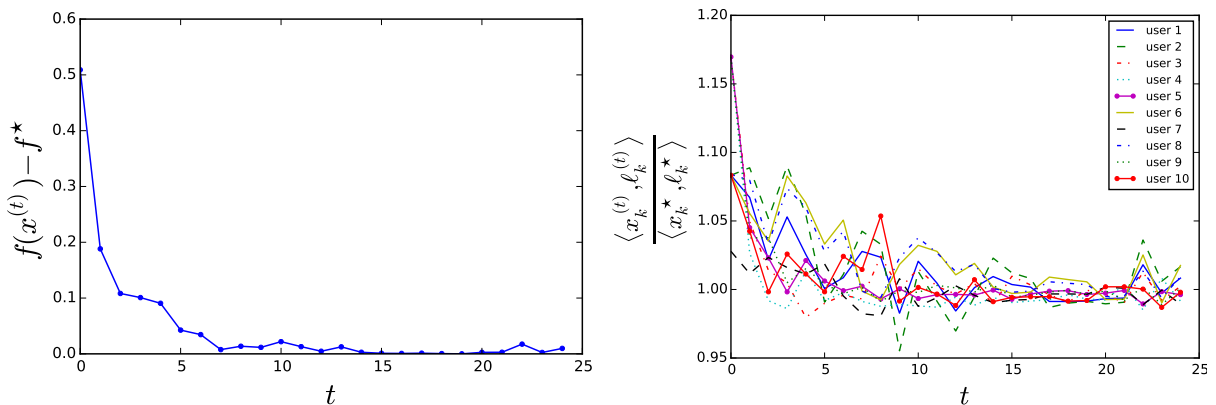 0.6
0.5
0.4
0.3
0.2
0.1
0.0
f(x^{(t)}) − f^★
0 5 10 15 20 25
t
1.20
1.15
1.10
1.05
1.00
0.95
⟨x_k^{(t)}, ℓ_k^{(t)}⟩
⟨x_k^★, ℓ_k^★⟩
0 5 10 15 20 25
t
user 1
user 2
user 3
user 4
user 5
user 6
user 7
user 8
user 9
user 10